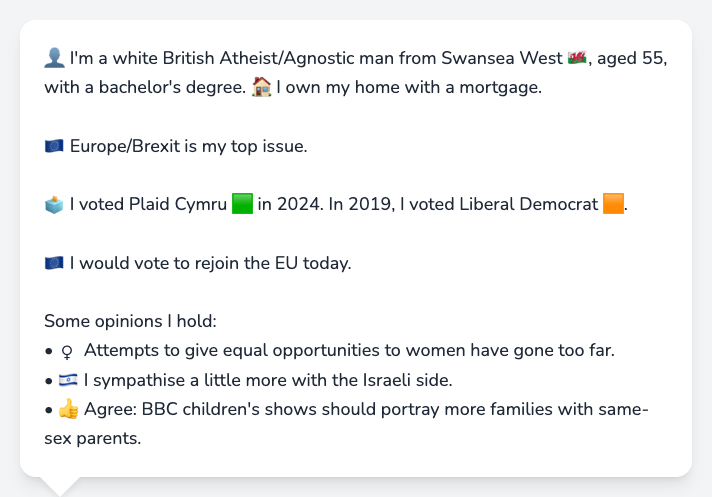 👤 I'm a white British Atheist/Agnostic man from Swansea West 🏴󠁧󠁢󠁷󠁬󠁳󠁿, aged 55,
with a bachelor's degree. 🏠 I own my home with a mortgage.
🇪🇺 Europe/Brexit is my top issue.
🗳️ I voted Plaid Cymru 🟩 in 2024. In 2019, I voted Liberal Democrat 🟧.
🇪🇺 I would vote to rejoin the EU today.
Some opinions I hold:
• ♀ Attempts to give equal opportunities to women have gone too far.
• 🇮🇱 I sympathise a little more with the Israeli side.
• 👍 Agree: BBC children's shows should portray more families with same-
sex parents.